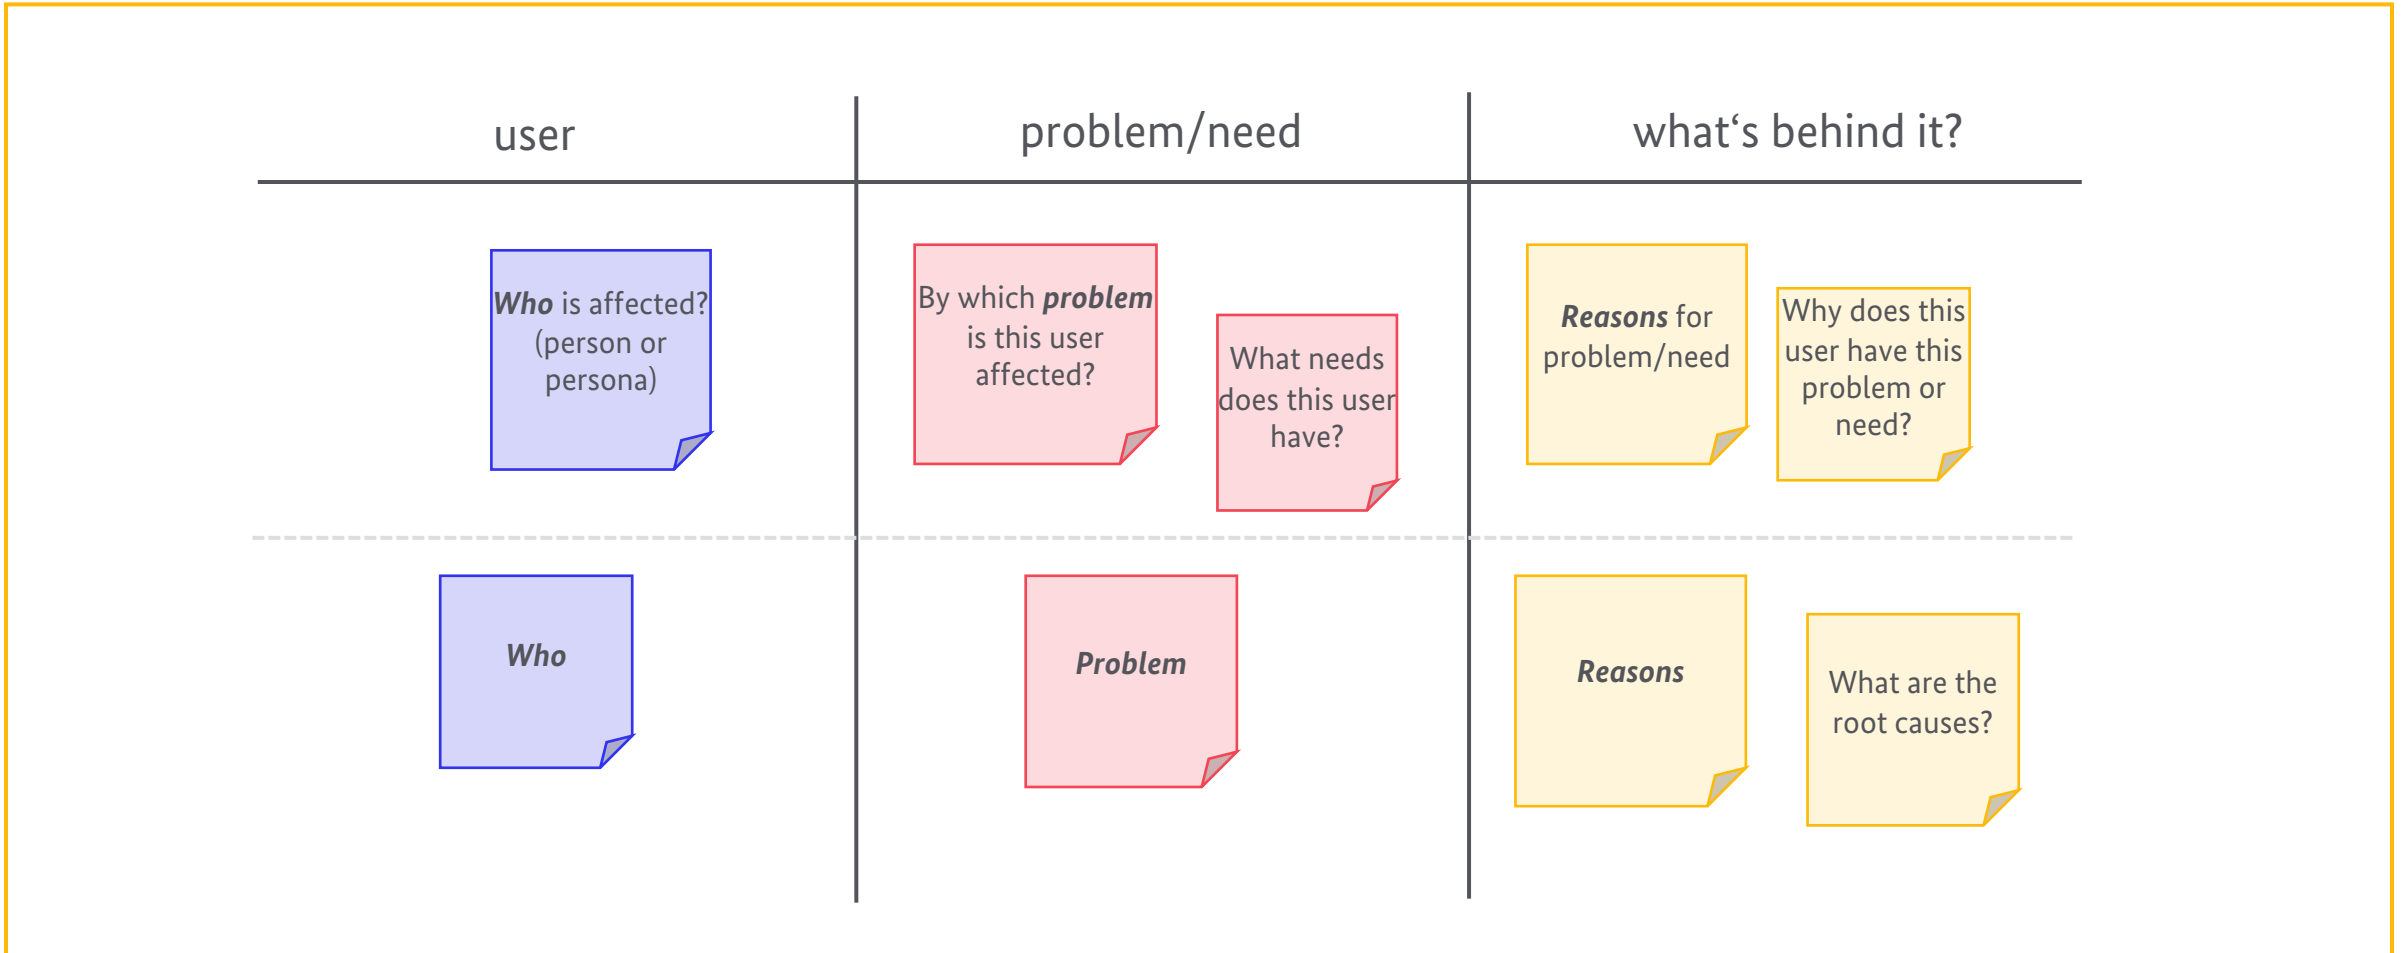 user
problem/need
what‘s behind it?
Who is affected?
(person or
persona)
By which problem
is this user
affected?
What needs
does this user
have?
Reasons for
problem/need
Why does this
user have this
problem or
need?
Who
Problem
Reasons
What are the
root causes?